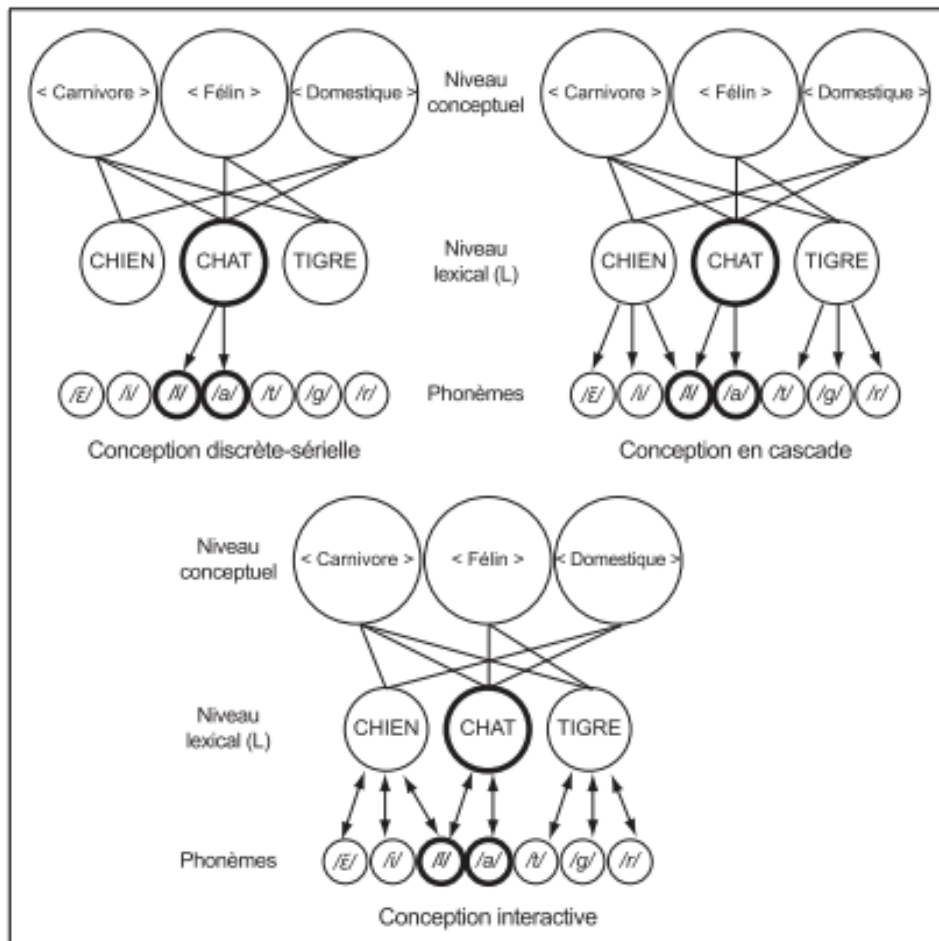 < Carnivore > < Félin > < Domestique >
Niveau
conceptuel
CHIEN CHAT TIGRE
Niveau
lexical (L)
/ɛ̃/ /i/ /ʃ/ /a/ /t/ /g/ /r/
Phonèmes
Conception discrète-sérielle
< Carnivore > < Félin > < Domestique >
CHIEN CHAT TIGRE
/ɛ̃/ /i/ /ʃ/ /a/ /t/ /g/ /r/
Conception en cascade
Niveau
conceptuel
< Carnivore > < Félin > < Domestique >
Niveau
lexical (L)
CHIEN CHAT TIGRE
Phonèmes
/ɛ̃/ /i/ /ʃ/ /a/ /t/ /g/ /r/
Conception interactive